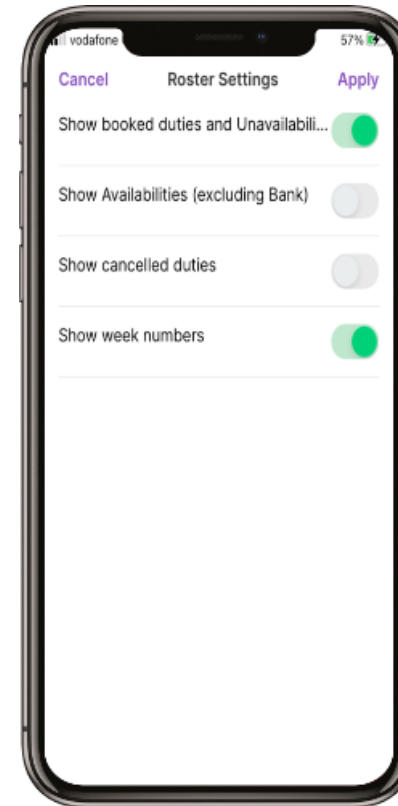 vodafone 57%
Cancel Roster Settings Apply
Show booked duties and Unavailabili...
Show Availabilities (excluding Bank)
Show cancelled duties
Show week numbers